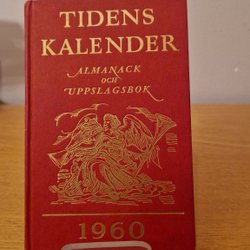 TIDENS
KALENDER
ALMANACK
OCH
UPPSLAGSBOK
1960